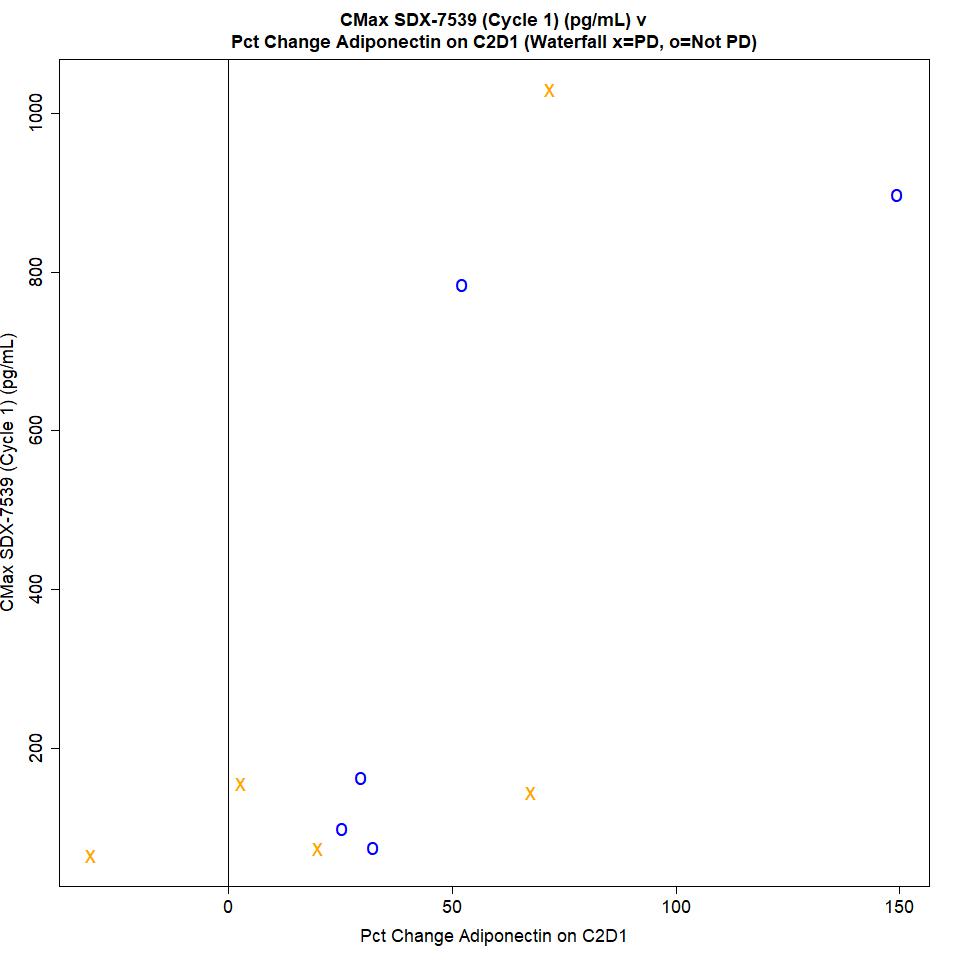 CMax SDX-7539 (Cycle 1) (pg/mL) v
Pct Change Adiponectin on C2D1 (Waterfall x=PD, o=Not PD)
CMax SDX-7539 (Cycle 1) (pg/mL)
1000
800
600
400
200
x
o
o
x
o
x
o
x
o
x
0
50
100
150
Pct Change Adiponectin on C2D1